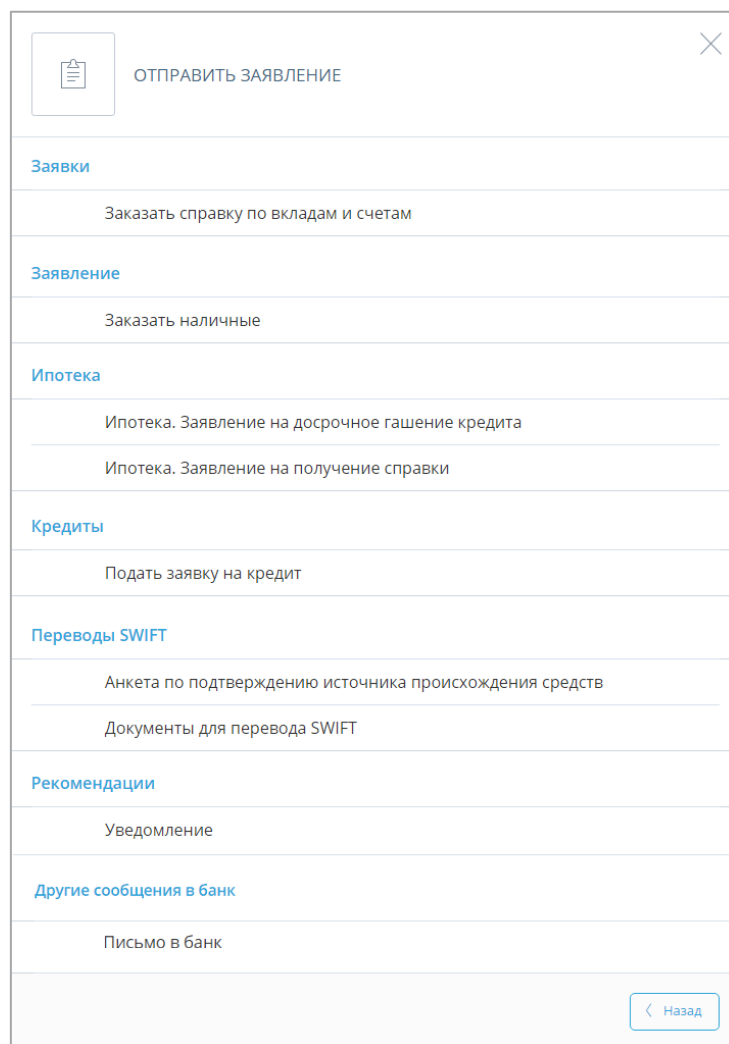 ОТПРАВИТЬ ЗАЯВЛЕНИЕ
Заявки
Заказать справку по вкладам и счетам
Заявление
Заказать наличные
Ипотека
Ипотека. Заявление на досрочное гашение кредита
Ипотека. Заявление на получение справки
Кредиты
Подать заявку на кредит
Переводы SWIFT
Анкета по подтверждению источника происхождения средств
Документы для перевода SWIFT
Рекомендации
Уведомление
Другие сообщения в банк
Письмо в банк
Назад